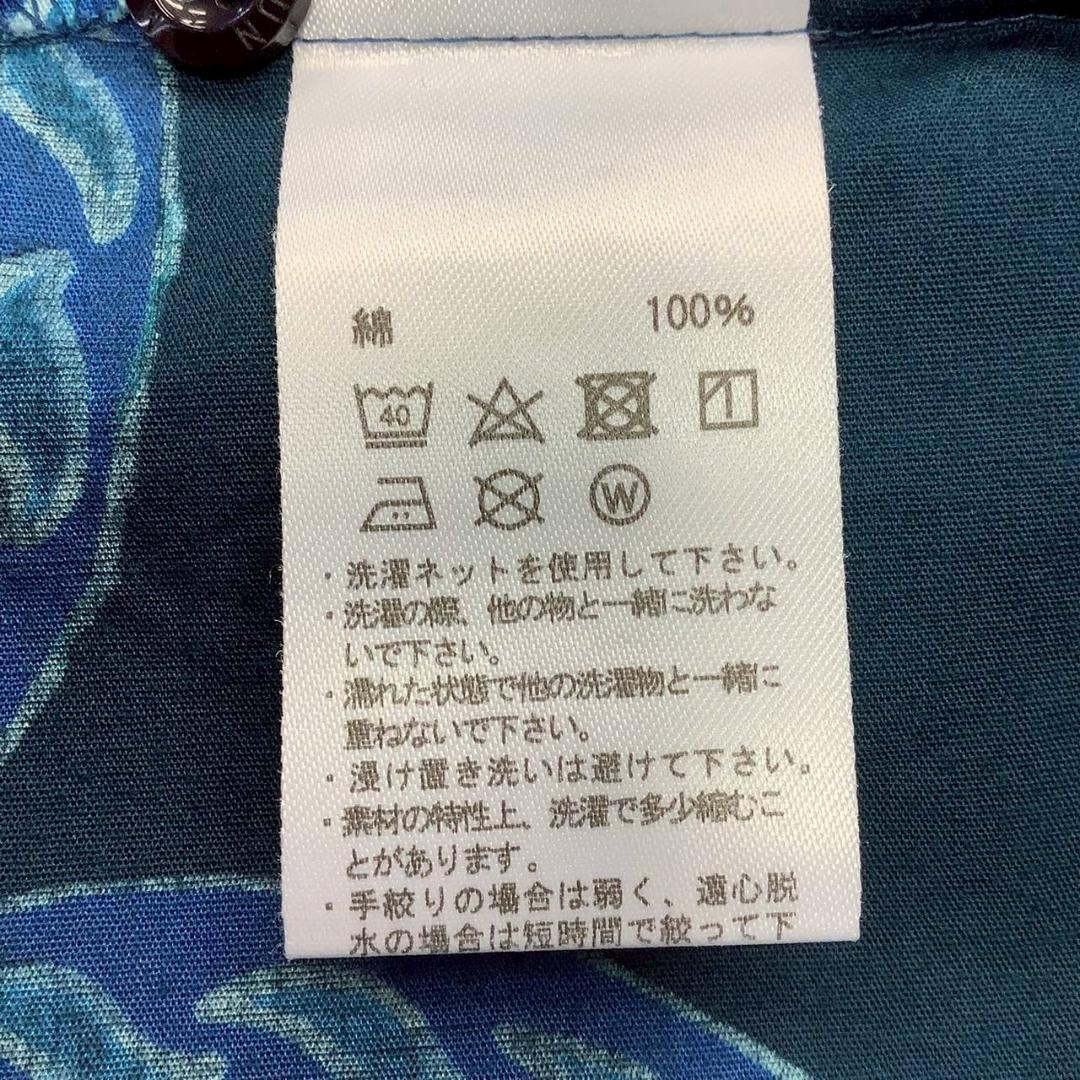 綿 100%
40
W
・洗濯ネットを使用して下さい。
・洗濯の際、他の物と一緒に洗わな
いで下さい。
・濡れた状態で他の洗濯物と一緒に
重ねないで下さい。
・浸け置き洗いは避けて下さい。
・素材の特性上、洗濯で多少縮むこ
とがあります。
・手絞りの場合は弱く、遠心脱
水の場合は短時間で絞って下